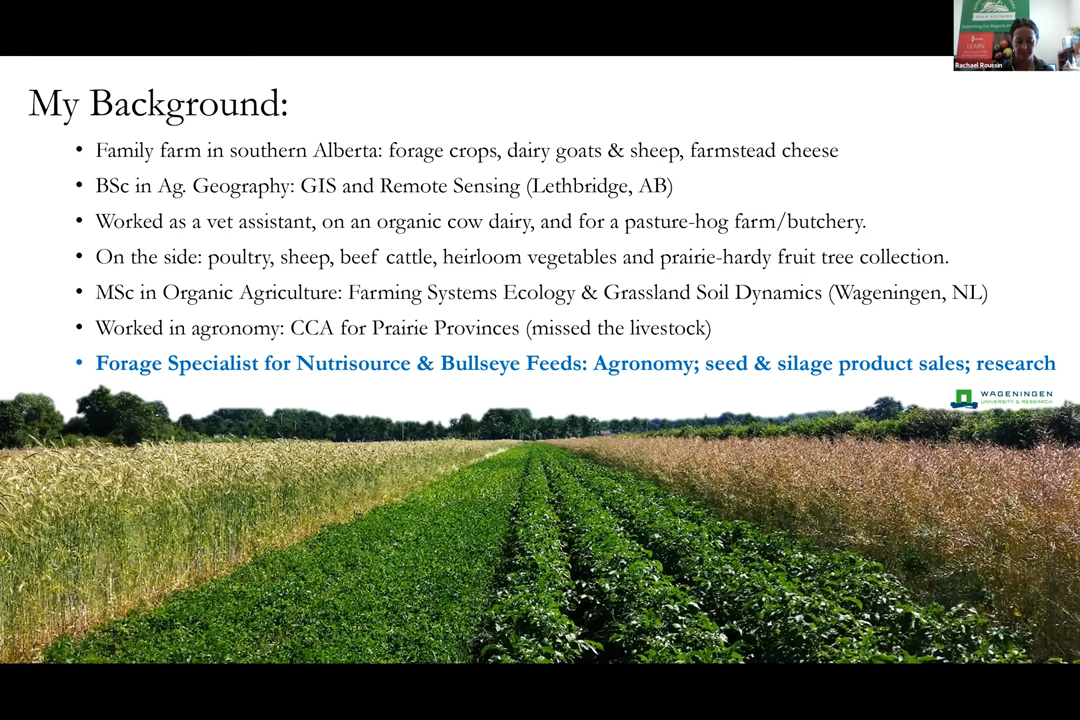 LEARN
Rachael Roussin
My Background:
• Family farm in southern Alberta: forage crops, dairy goats & sheep, farmstead cheese
• BSc in Ag. Geography: GIS and Remote Sensing (Lethbridge, AB)
• Worked as a vet assistant, on an organic cow dairy, and for a pasture-hog farm/butchery.
• On the side: poultry, sheep, beef cattle, heirloom vegetables and prairie-hardy fruit tree collection.
• MSc in Organic Agriculture: Farming Systems Ecology & Grassland Soil Dynamics (Wageningen, NL)
• Worked in agronomy: CCA for Prairie Provinces (missed the livestock)
• Forage Specialist for Nutrisource & Bullseye Feeds: Agronomy; seed & silage product sales; research
WAGENINGEN
UNIVERSITY & RESEARCH